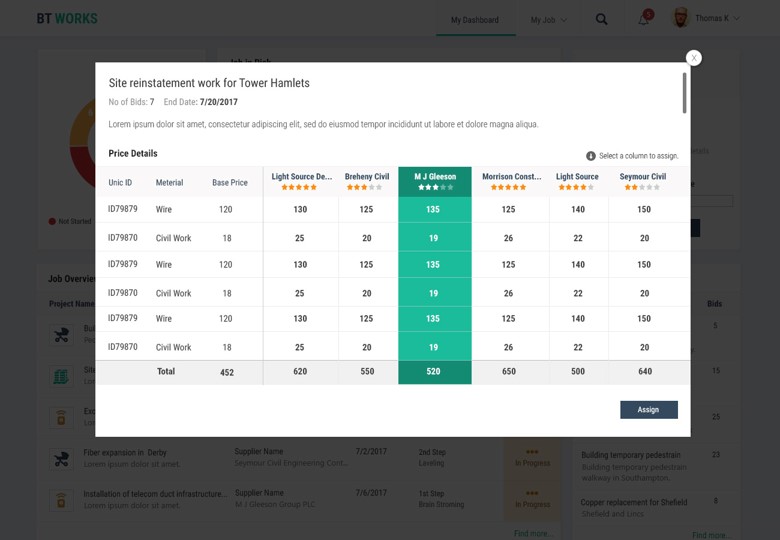 BT WORKS
My Dashboard
My Job
5
Thomas K
X
Site reinstatement work for Tower Hamlets
No of Bids: 7 End Date: 7/20/2017
Lorem ipsum dolor sit amet, consectetur adipiscing elit, sed do eiusmod tempor incididunt ut labore et dolore magna aliqua.
Price Details
Select a column to assign.
Unic ID Meterial Base Price Light Source De... Breheny Civil M J Gleeson Morrison Const... Light Source Seymour Civil
ID79879 Wire 120 130 125 135 125 140 150
ID79870 Civil Work 18 25 20 19 26 22 20
ID79879 Wire 120 130 125 135 125 140 150
ID79870 Civil Work 18 25 20 19 26 22 20
ID79879 Wire 120 130 125 135 125 140 150
ID79870 Civil Work 18 25 20 19 26 22 20
Total 452 620 550 520 650 500 640
Assign
Not Started
Job Overview
Project Name
Bids
5
15
25
Fiber expansion in Derby
Lorem ipsum dolor sit amet.
Supplier Name
Seymour Civil Engineering Cont...
7/2/2017
2nd Step
Leveling
In Progress
Installation of telecom duct infrastructure...
Lorem ipsum dolor sit amet.
Supplier Name
M J Gleeson Group PLC
7/6/2017
1st Step
Brain Stroming
In Progress
Find more...
Building temporary pedestrian 23
Building temporary pedestrian
walkway in Southampton.
Copper replacement for Shefield 8
Shefield and Lincs
Find more...